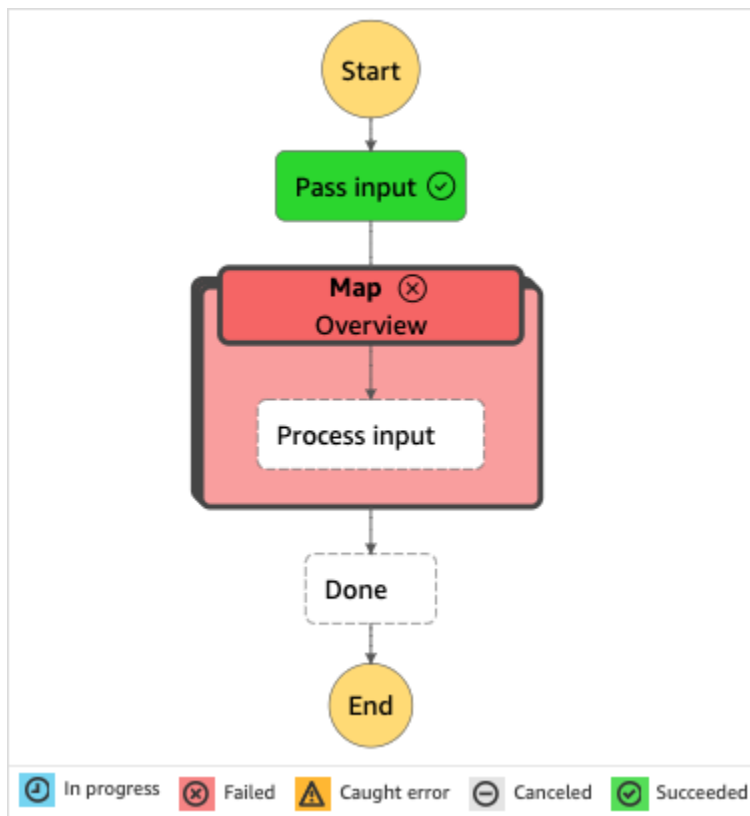 Start
Pass input
Map
Overview
Process input
Done
End
In progress
Failed
Caught error
Canceled
Succeeded